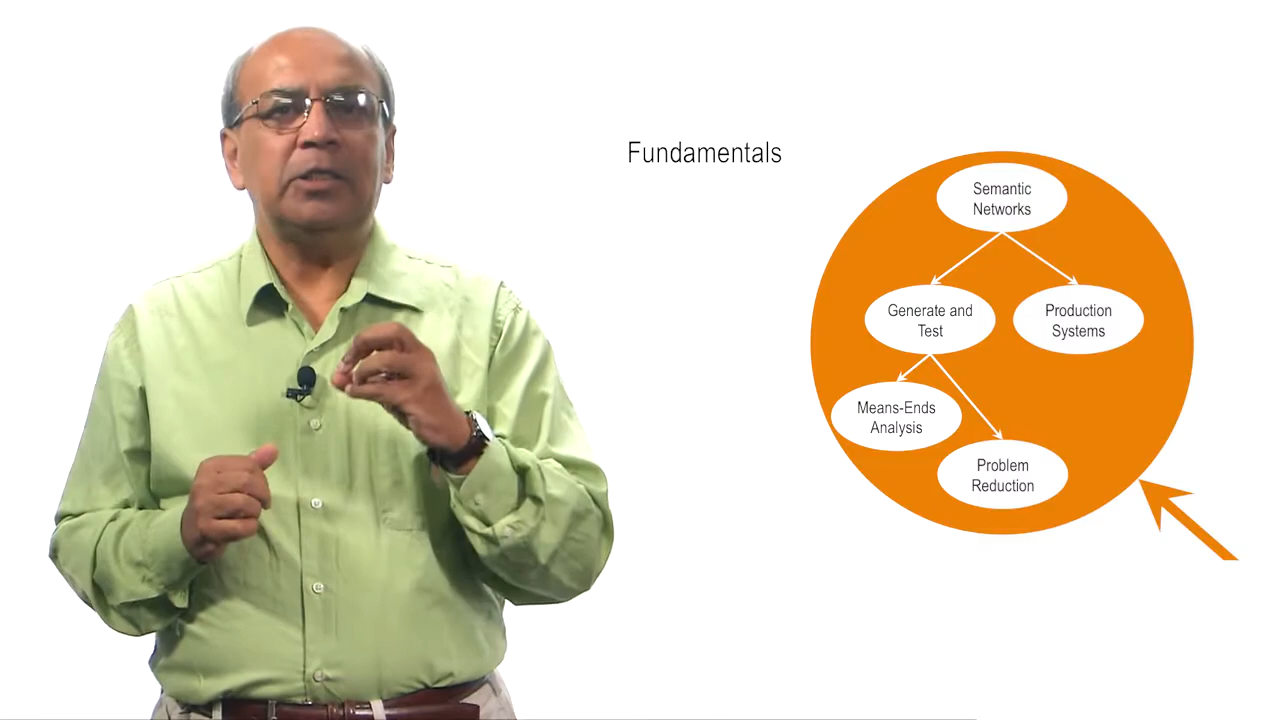 Fundamentals
Semantic
Networks
Generate and
Test
Production
Systems
Means-Ends
Analysis
Problem
Reduction